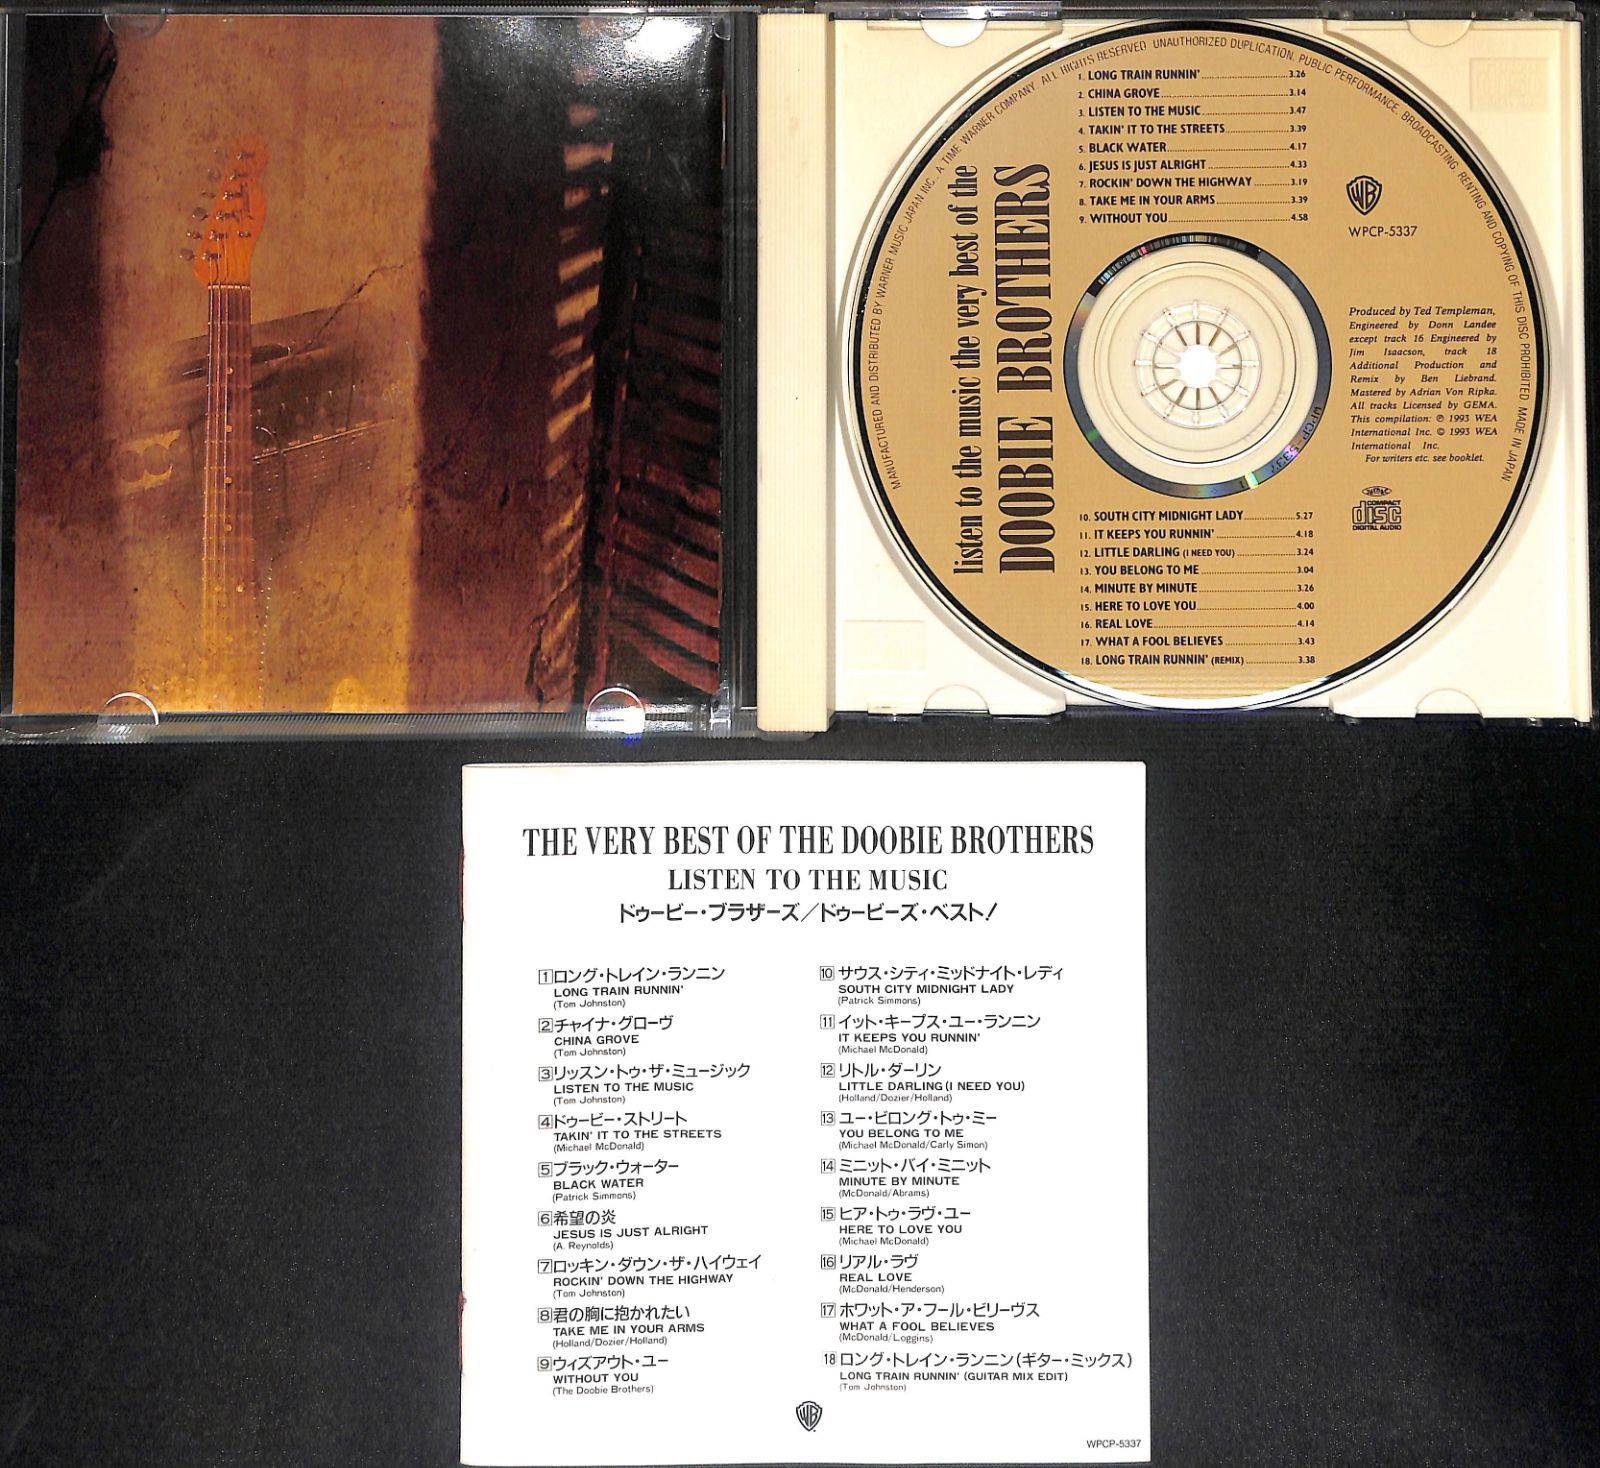 MANUFACTURED AND DISTRIBUTED BY WARNER MUSIC JAPAN INC., A TIME WARNER COMPANY. ALL RIGHTS RESERVED. UNAUTHORIZED DUPLICATION, PUBLIC PERFORMANCE, BROADCASTING, RENTING AND COPYING OF THIS DISC PROHIBITED. MADE IN JAPAN
1. LONG TRAIN RUNNIN' 3.26
2. CHINA GROVE 3.14
3. LISTEN TO THE MUSIC 3.47
4. TAKIN' IT TO THE STREETS 3.39
5. BLACK WATER 4.17
6. JESUS IS JUST ALRIGHT 4.33
7. ROCKIN' DOWN THE HIGHWAY 3.19
8. TAKE ME IN YOUR ARMS 3.39
9. WITHOUT YOU 4.58
listen to the music the very best of the
DOOBIE BROTHERS
WB
WPCP-5337
Produced by Ted Templeman,
Engineered by Donn Landee
except track 16 Engineered by
Jim Isaacson, track 18
Additional Production and
Remix by Ben Liebrand.
Mastered by Adrian Von Ripka.
All tracks Licensed by GEMA.
This compilation: ℗ 1993 WEA
International Inc. © 1993 WEA
International Inc.
For writers etc. see booklet.
COMPACT
disc
DIGITAL AUDIO
WPCP-5337
10. SOUTH CITY MIDNIGHT LADY 5.27
11. IT KEEPS YOU RUNNIN' 4.18
12. LITTLE DARLING (I NEED YOU) 3.24
13. YOU BELONG TO ME 3.04
14. MINUTE BY MINUTE 3.26
15. HERE TO LOVE YOU 4.00
16. REAL LOVE 4.14
17. WHAT A FOOL BELIEVES 3.43
18. LONG TRAIN RUNNIN' (REMIX) 3.38
THE VERY BEST OF THE DOOBIE BROTHERS
LISTEN TO THE MUSIC
ドゥービー・ブラザーズ／ドゥービーズ・ベスト!
1 ロング・トレイン・ランニン
LONG TRAIN RUNNIN'
(Tom Johnston)
2 チャイナ・グローヴ
CHINA GROVE
(Tom Johnston)
3 リッスン・トゥ・ザ・ミュージック
LISTEN TO THE MUSIC
(Tom Johnston)
4 ドゥービー・ストリート
TAKIN' IT TO THE STREETS
(Michael McDonald)
5 ブラック・ウォーター
BLACK WATER
(Patrick Simmons)
6 希望の炎
JESUS IS JUST ALRIGHT
(A. Reynolds)
7 ロッキン・ダウン・ザ・ハイウェイ
ROCKIN' DOWN THE HIGHWAY
(Tom Johnston)
8 君の胸に抱かれたい
TAKE ME IN YOUR ARMS
(Holland/Dozier/Holland)
9 ウィズアウト・ユー
WITHOUT YOU
(The Doobie Brothers)
10 サウス・シティ・ミッドナイト・レディ
SOUTH CITY MIDNIGHT LADY
(Patrick Simmons)
11 イット・キープス・ユー・ランニン
IT KEEPS YOU RUNNIN'
(Michael McDonald)
12 リトル・ダーリン
LITTLE DARLING (I NEED YOU)
(Holland/Dozier/Holland)
13 ユー・ビロング・トゥ・ミー
YOU BELONG TO ME
(Michael McDonald/Carly Simon)
14 ミニット・バイ・ミニット
MINUTE BY MINUTE
(McDonald/Abrams)
15 ヒア・トゥ・ラヴ・ユー
HERE TO LOVE YOU
(Michael McDonald)
16 リアル・ラヴ
REAL LOVE
(McDonald/Henderson)
17 ホワット・ア・フール・ビリーヴス
WHAT A FOOL BELIEVES
(McDonald/Loggins)
18 ロング・トレイン・ランニン(ギター・ミックス)
LONG TRAIN RUNNIN' (GUITAR MIX EDIT)
(Tom Johnston)
WB
WPCP-5337